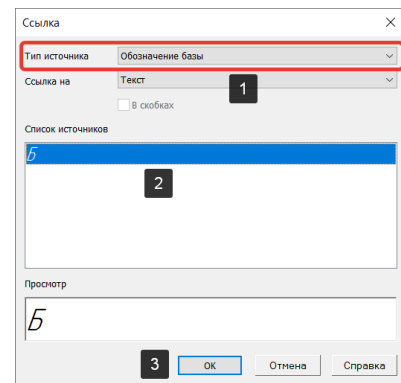 Ссылка
Тип источника Обозначение базы
Ссылка на Текст
1
В скобках
Список источников
Б
2
Просмотр
Б
3 ОК Отмена Справка